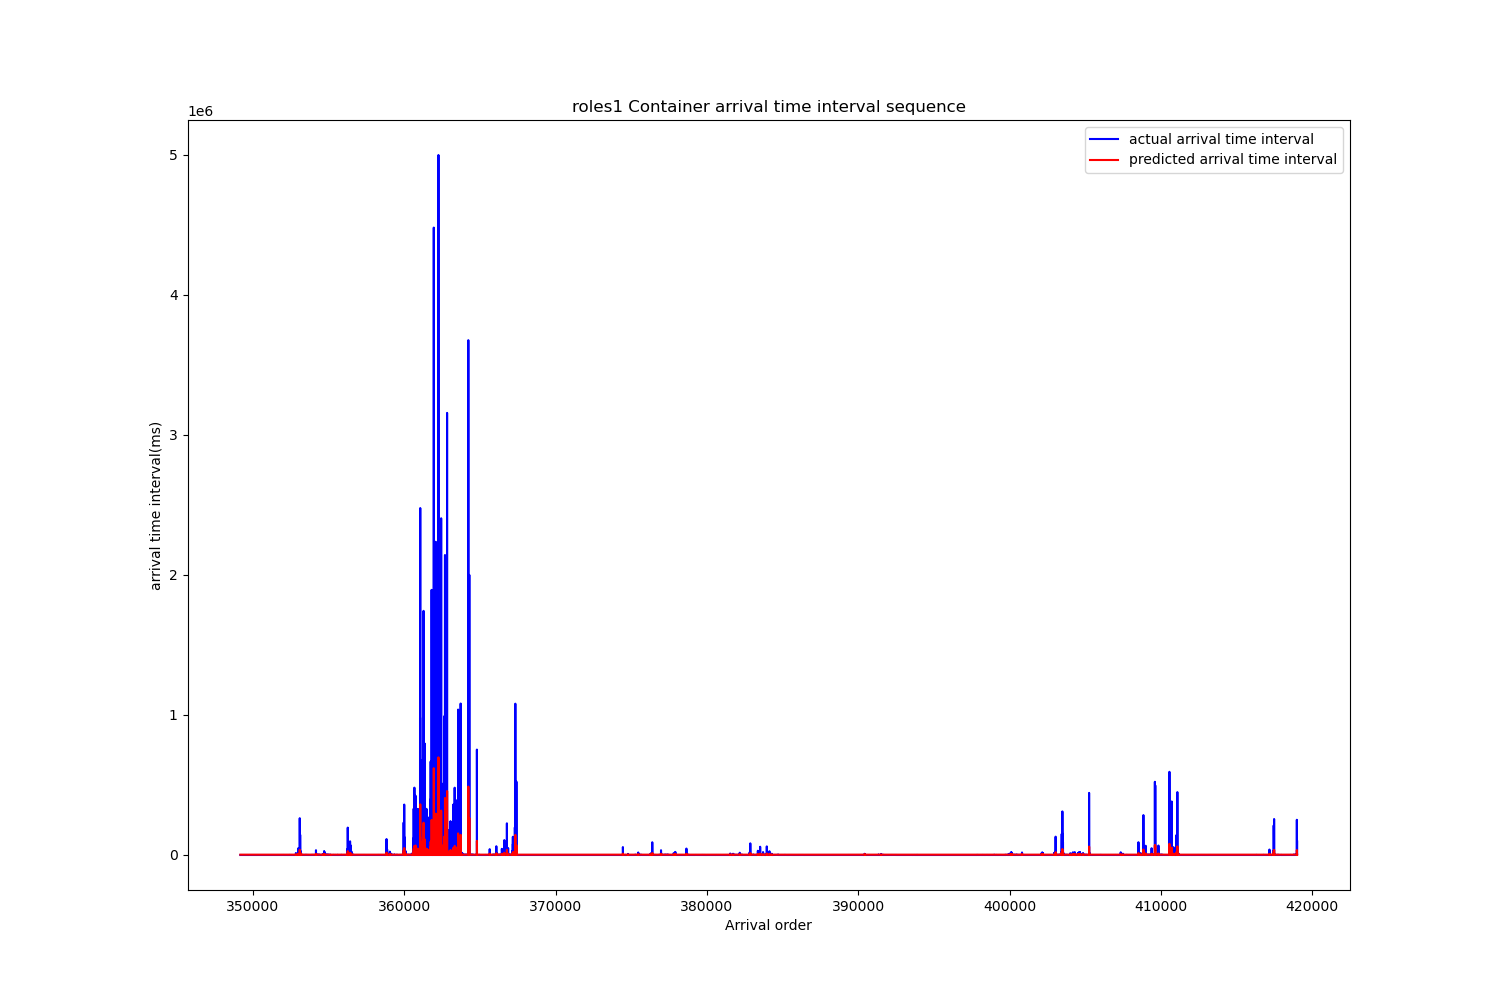 roles1 Container arrival time interval sequence
1e6
actual arrival time interval
predicted arrival time interval
5
4
3
2
1
0
arrival time interval(ms)
350000 360000 370000 380000 390000 400000 410000 420000
Arrival order